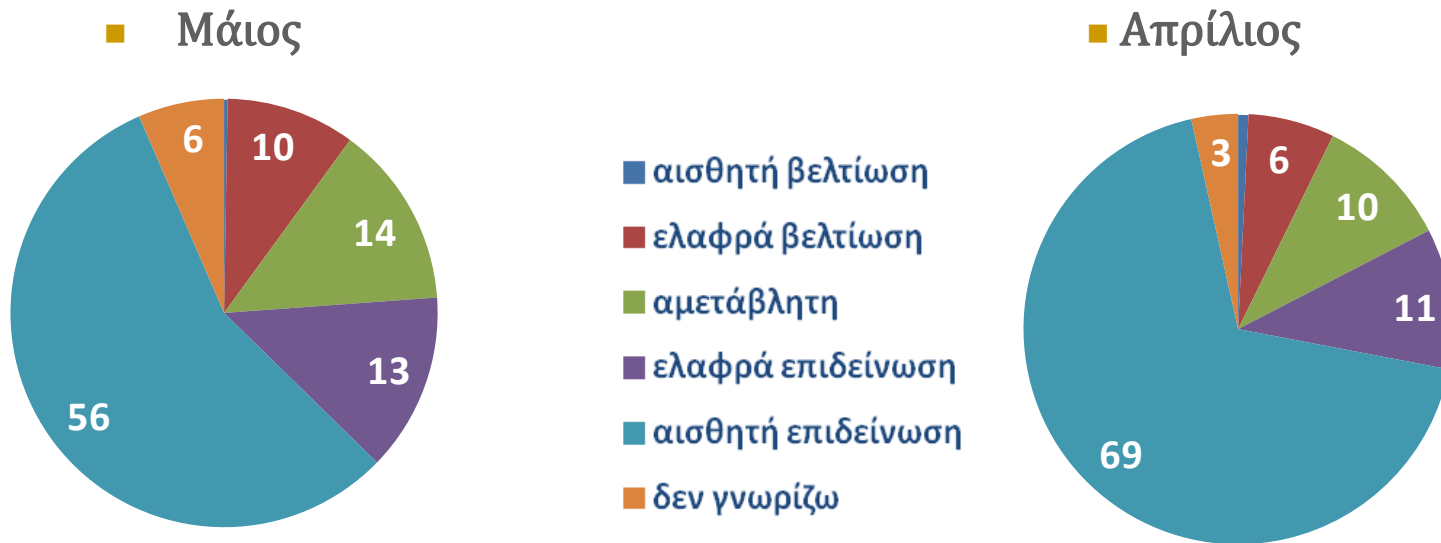 Μάιος
Απρίλιος
6
10
14
13
56
αισθητή βελτίωση
ελαφρά βελτίωση
αμετάβλητη
ελαφρά επιδείνωση
αισθητή επιδείνωση
δεν γνωρίζω
3
6
10
11
69